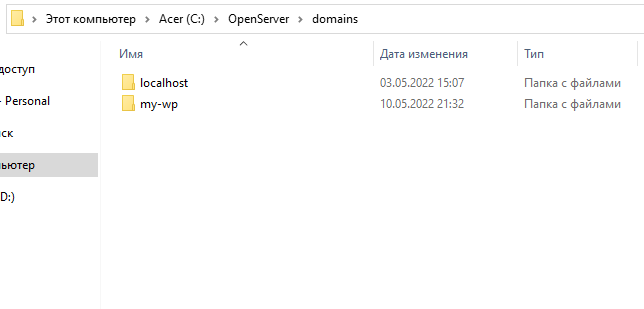 Этот компьютер > Acer (C:) > OpenServer > domains
Имя Дата изменения Тип
доступ
localhost 03.05.2022 15:07 Папка с файлами
- Personal
my-wp 10.05.2022 21:32 Папка с файлами
ск
ьютер
D:)